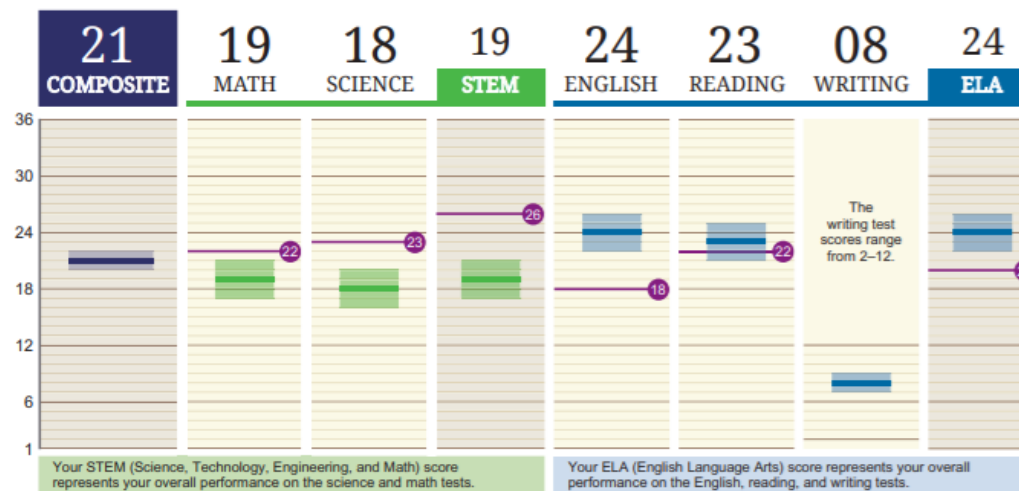 21 19 18 19 24 23 08 24
COMPOSITE MATH SCIENCE STEM ENGLISH READING WRITING ELA
36
30
26
24
The
writing test
scores range
from 2–12.
23
22
22
18
18
12
6
1
Your STEM (Science, Technology, Engineering, and Math) score
represents your overall performance on the science and math tests.
Your ELA (English Language Arts) score represents your overall
performance on the English, reading, and writing tests.